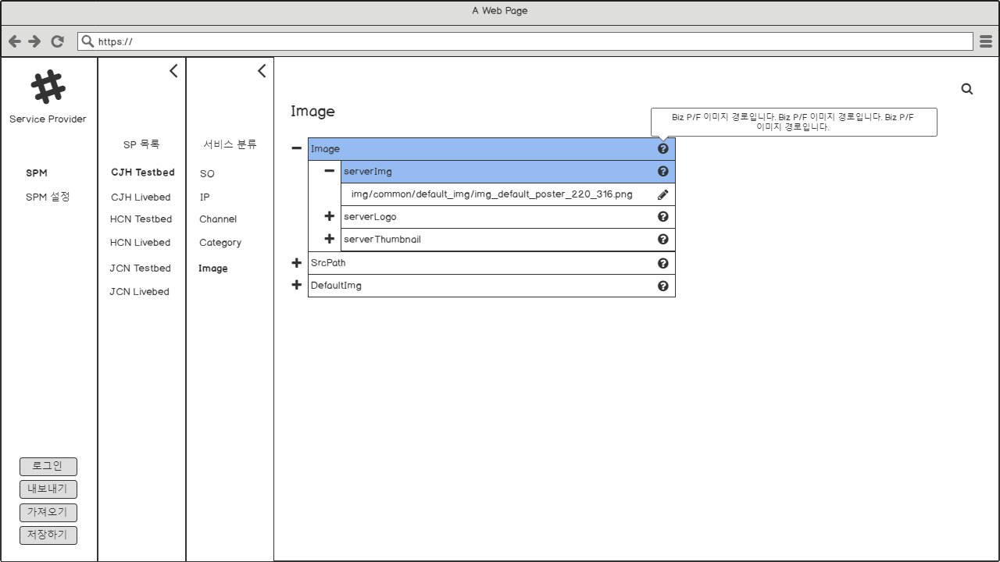 A Web Page
https://
Service Provider
SPM
SPM 설정
로그인
내보내기
가져오기
저장하기
SP 목록
CJH Testbed
CJH Livebed
HCN Testbed
HCN Livebed
JCN Testbed
JCN Livebed
서비스 분류
SO
IP
Channel
Category
Image
Image
Biz P/F 이미지 경로입니다. Biz P/F 이미지 경로입니다. Biz P/F
이미지 경로입니다.
Image
serverImg
img/common/default_img/img_default_poster_220_316.png
serverLogo
serverThumbnail
SrcPath
DefaultImg